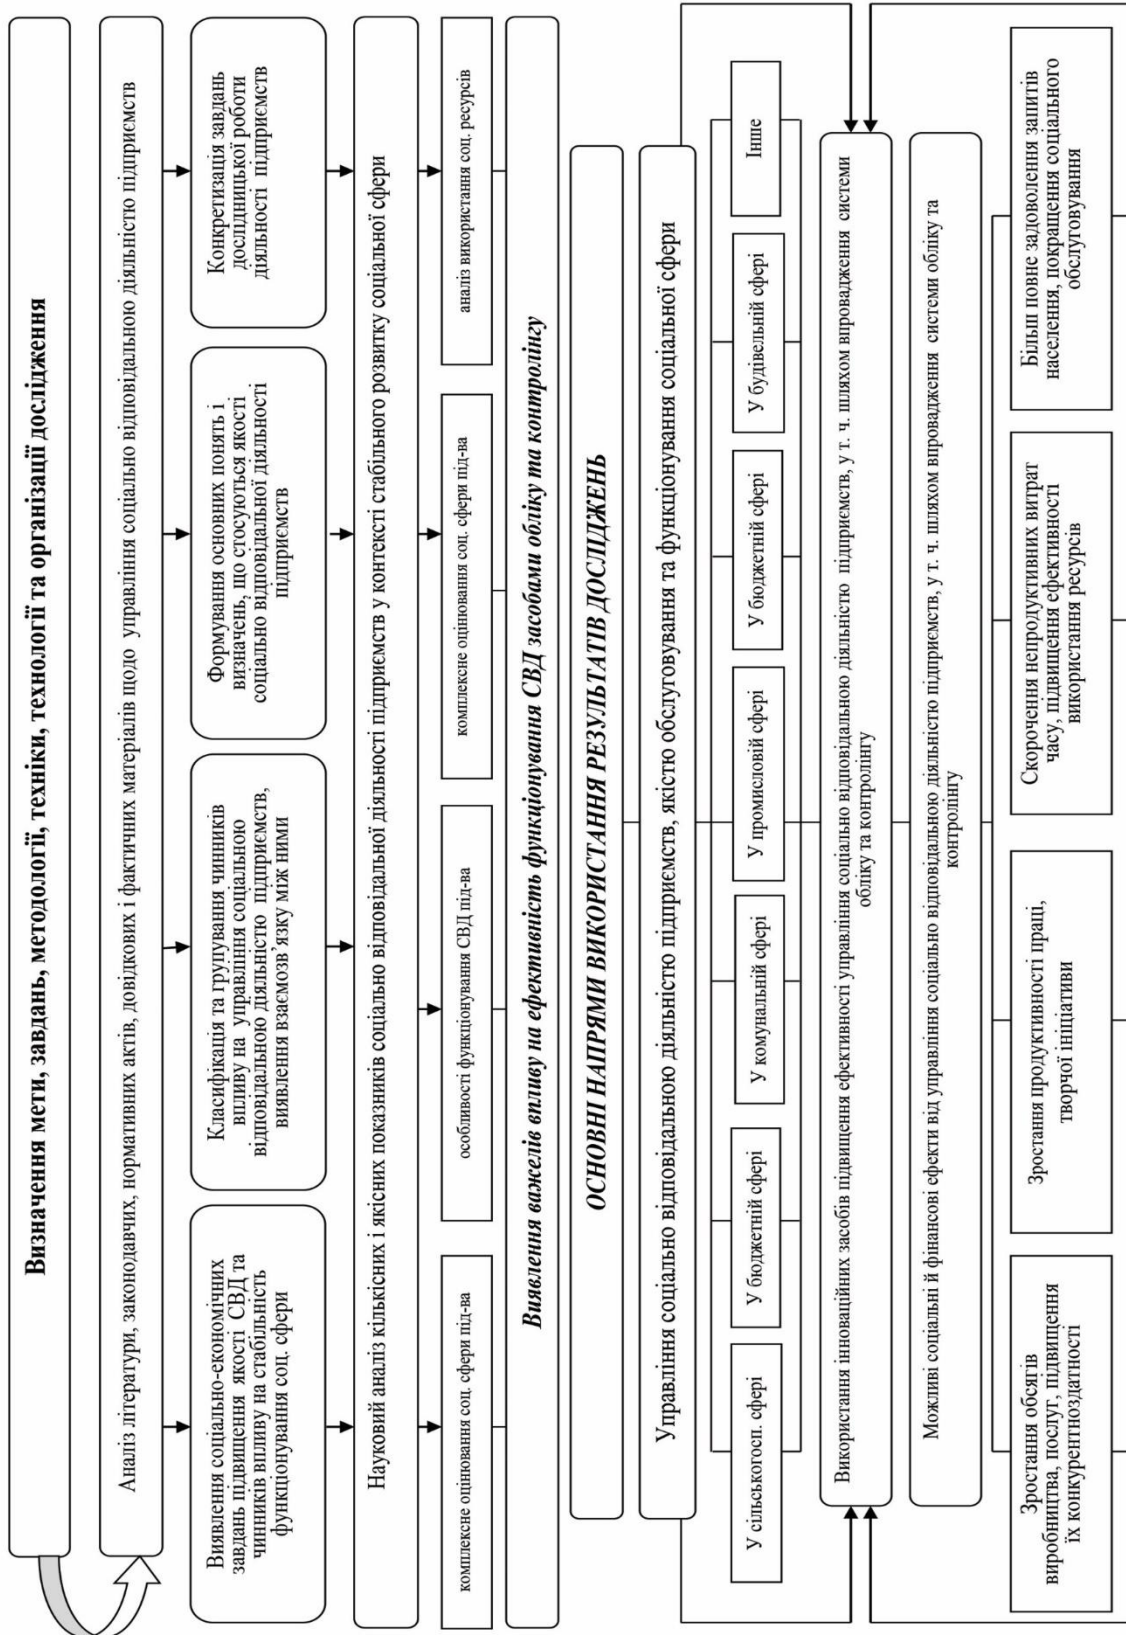 Визначення мети, завдань, методології, техніки, технології та організації дослідження
Аналіз літератури, законодавчих, нормативних актів, довідкових і фактичних матеріалів щодо управління соціально відповідальною діяльністю підприємств
Виявлення соціально-економічних
завдань підвищення якості СВД та
чинників впливу на стабільність
функціонування соц. сфери
Класифікація та групування чинників
впливу на управління соціальною
відповідальною діяльністю підприємств,
виявлення взаємозв’язку між ними
Формування основних понять і
визначень, що стосуються якості
соціально відповідальної діяльності
підприємств
Конкретизація завдань
дослідницької роботи
діяльності підприємств
Науковий аналіз кількісних і якісних показників соціально відповідальної діяльності підприємств у контексті стабільного розвитку соціальної сфери
комплексне оцінювання соц. сфери під-ва
особливості функціонування СВД під-ва
комплексне оцінювання соц. сфери під-ва
аналіз використання соц. ресурсів
Виявлення важелів впливу на ефективність функціонування СВД засобами обліку та контролінгу
ОСНОВНІ НАПРЯМИ ВИКОРИСТАННЯ РЕЗУЛЬТАТІВ ДОСЛІДЖЕНЬ
Управління соціально відповідальною діяльністю підприємств, якістю обслуговування та функціонування соціальної сфери
У сільськогосп. сфері
У бюджетній сфері
У комунальній сфері
У промисловій сфері
У бюджетній сфері
У будівельній сфері
Інше
Використання інноваційних засобів підвищення ефективності управління соціально відповідальною діяльністю підприємств, у т. ч. шляхом впровадження системи
обліку та контролінгу
Можливі соціальні й фінансові ефекти від управління соціально відповідальною діяльністю підприємств, у т. ч. шляхом впровадження системи обліку та
контролінгу
Зростання обсягів
виробництва, послуг, підвищення
їх конкурентноздатності
Зростання продуктивності праці,
творчої ініціативи
Скорочення непродуктивних витрат
часу, підвищення ефективності
використання ресурсів
Більш повне задоволення запитів
населення, покращення соціального
обслуговування